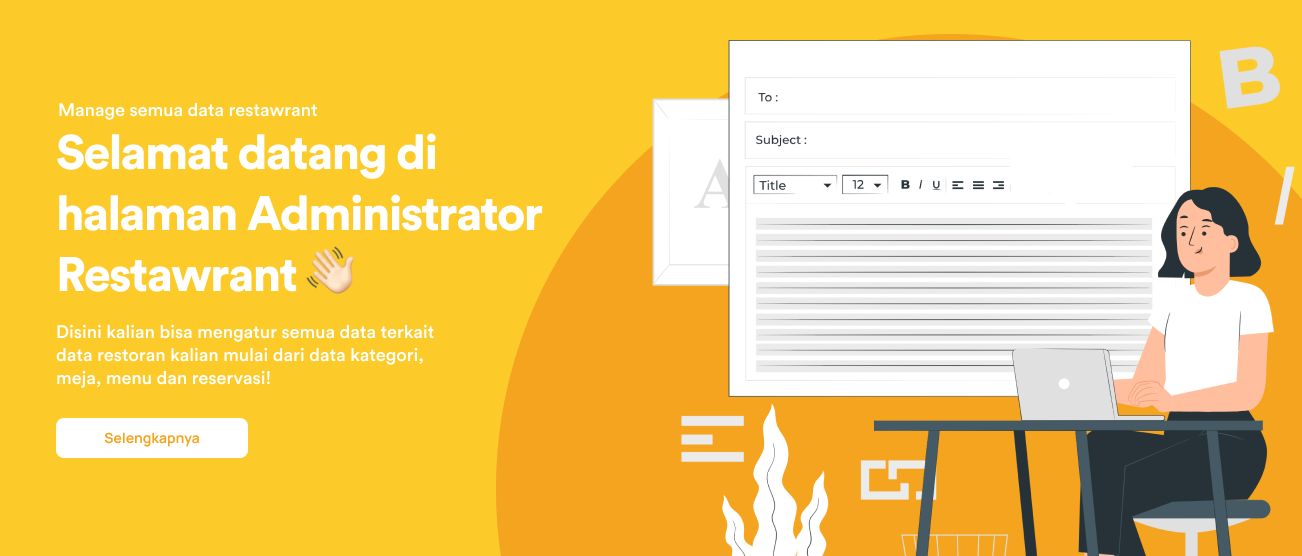 Manage semua data restawrant
Selamat datang di
halaman Administrator
Restawrant 👋🏻
Disini kalian bisa mengatur semua data terkait
data restoran kalian mulai dari data kategori,
meja, menu dan reservasi!
Selengkapnya
A
To :
Subject :
Title 12 B I U
B
I